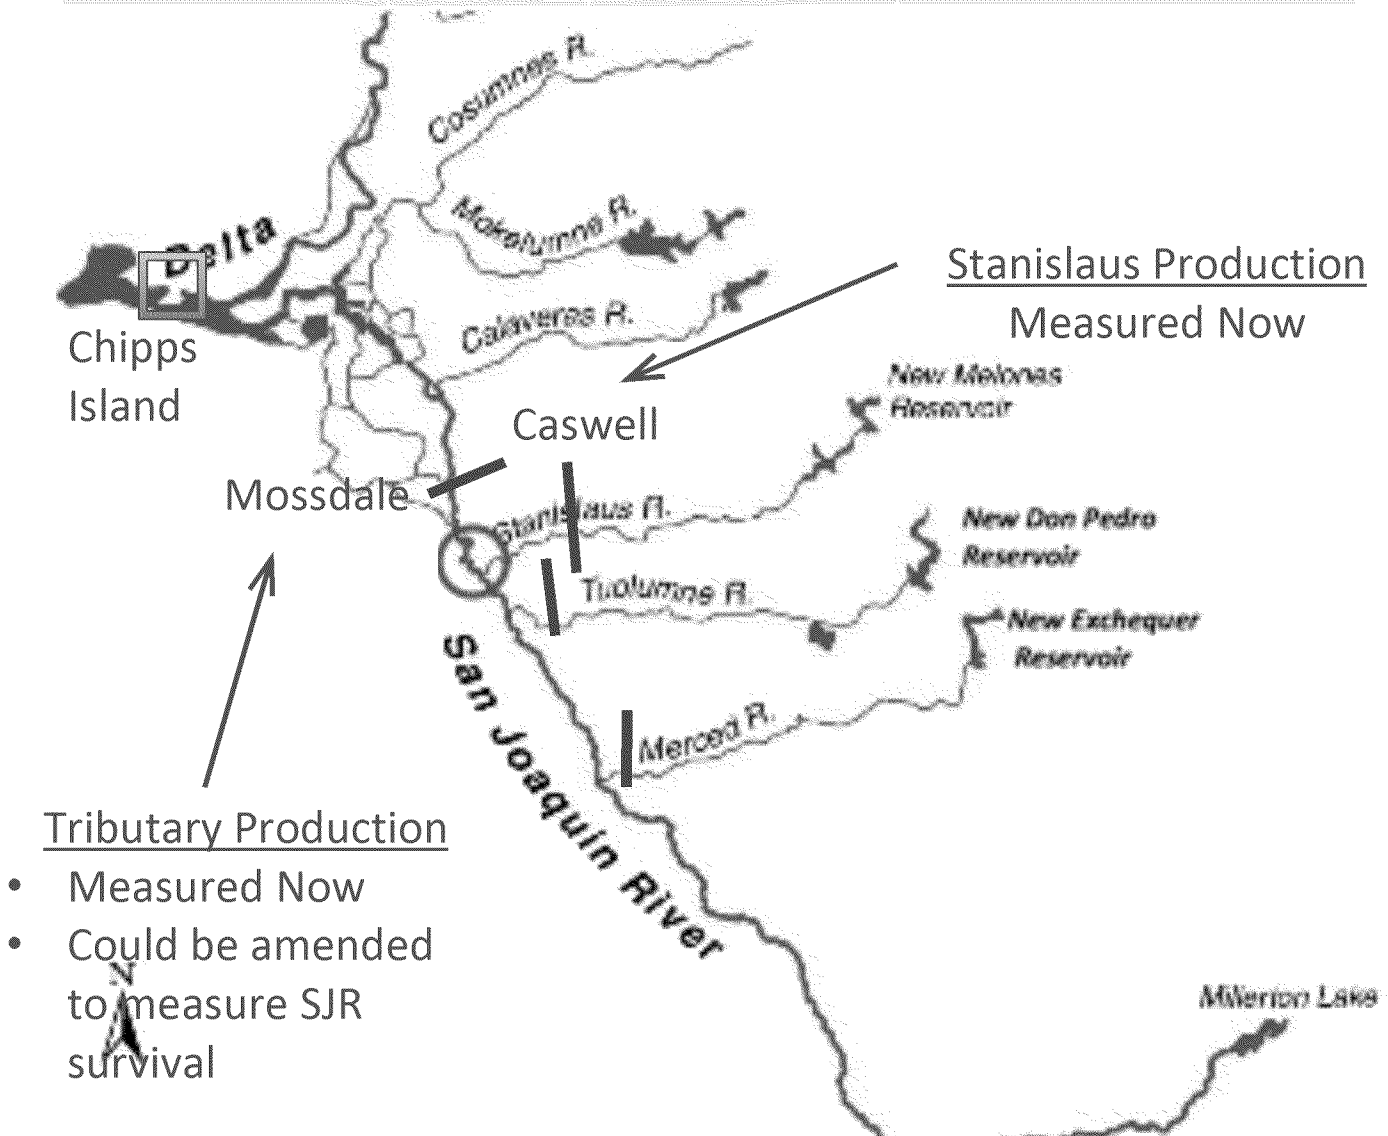 Cosumnes R.
Mokelumne R.
Delta
Stanislaus Production
Measured Now
Calaveras R.
Chipps
Island
New Melones
Reservoir
Caswell
Mossdale
Stanislaus R.
New Don Pedro
Reservoir
Tuolumne R.
New Exchequer
Reservoir
San Joaquin River
Merced R.
Tributary Production
• Measured Now
• Could be amended
to measure SJR
survival
N
Millerton Lake